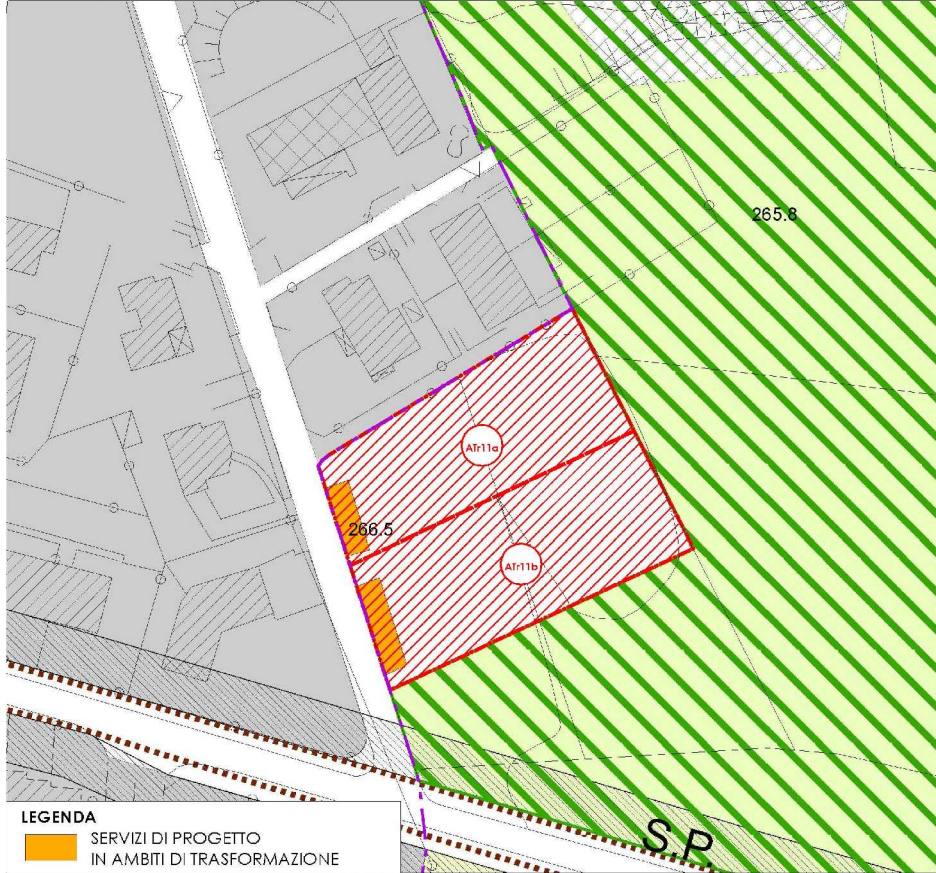 265.8
ATr11a
266.5
ATr11b
S.P.
LEGENDA
SERVIZI DI PROGETTO
IN AMBITI DI TRASFORMAZIONE